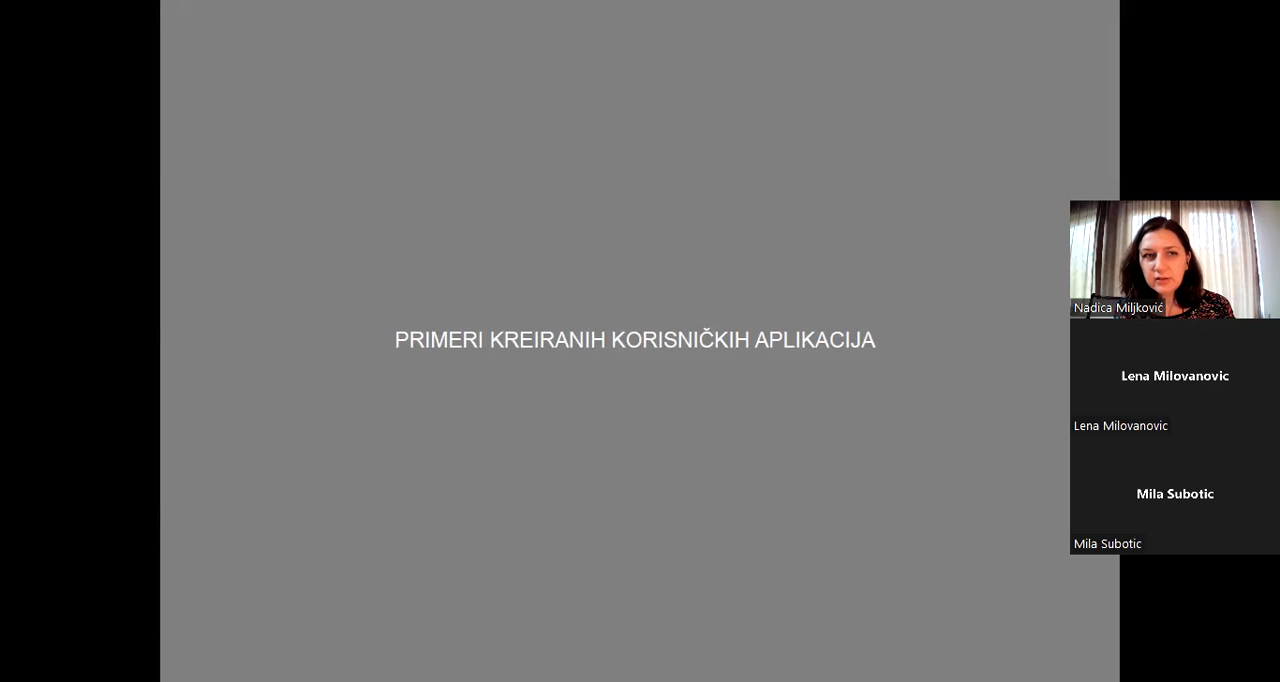 PRIMERI KREIRANIH KORISNIČKIH APLIKACIJA
Nadica Miljković
Lena Milovanovic
Lena Milovanovic
Mila Subotic
Mila Subotic